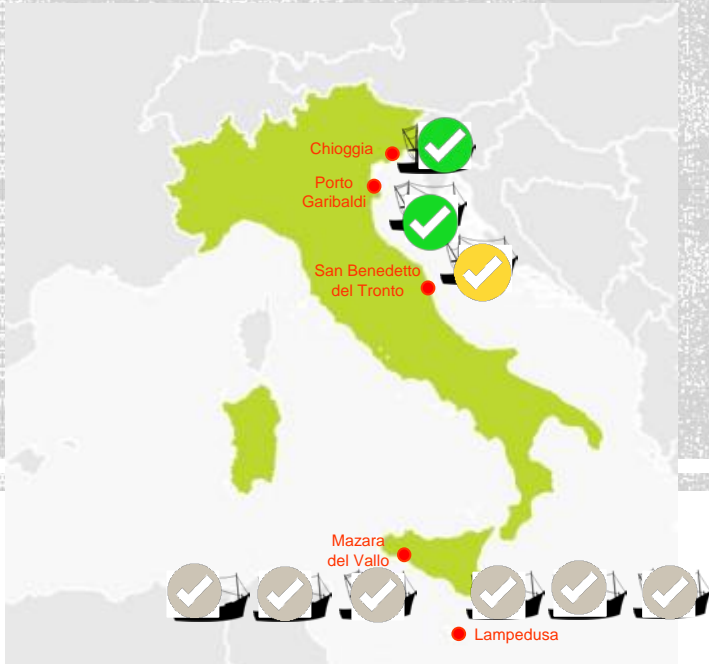 Chioggia
Porto
Garibaldi
San Benedetto
del Tronto
Mazara
del Vallo
Lampedusa